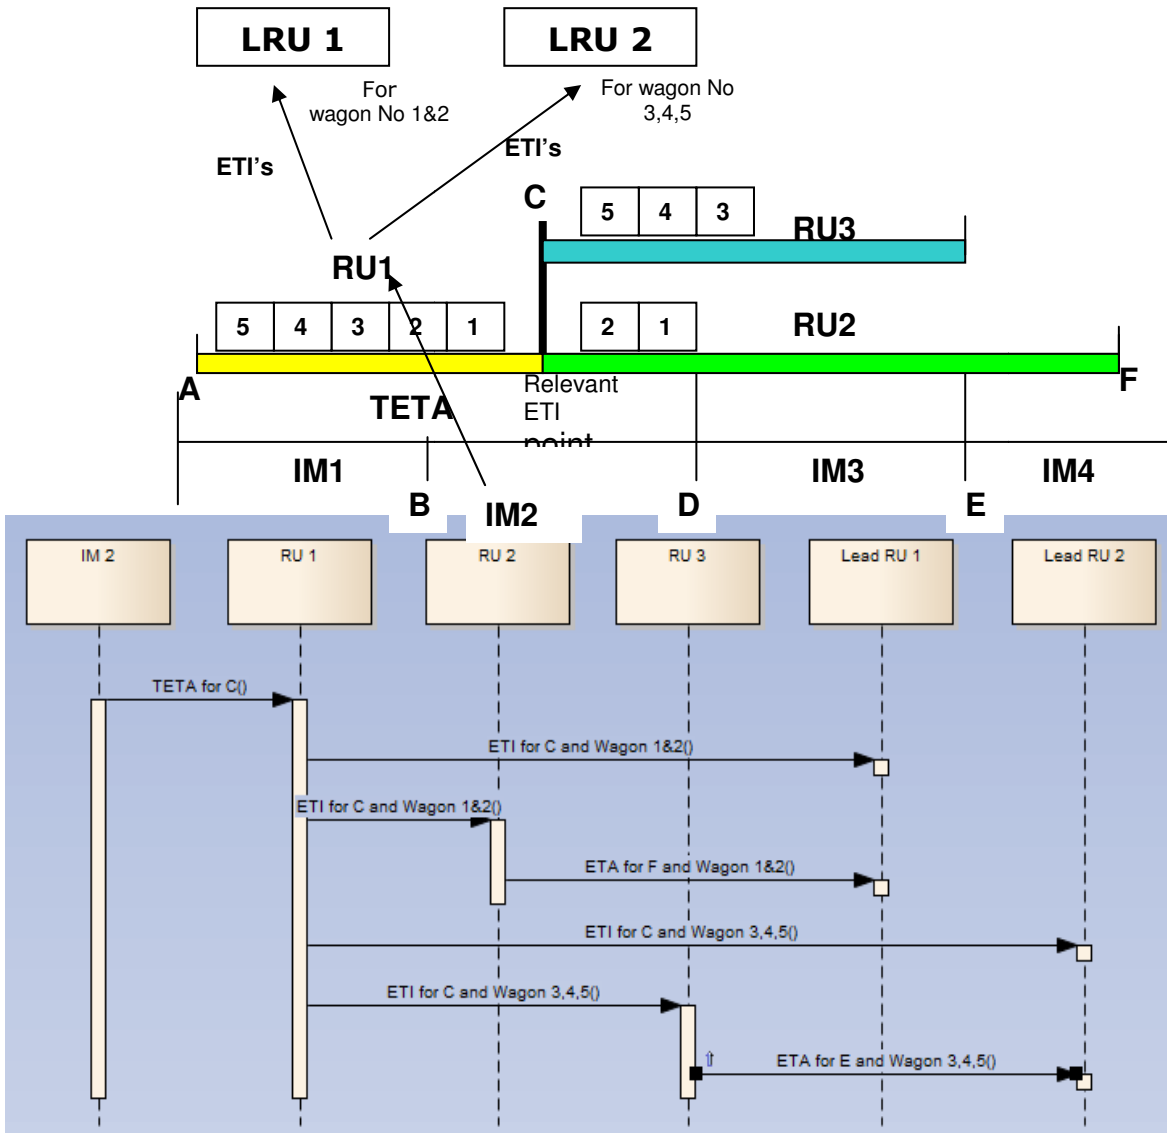 LRU 1
LRU 2
For
wagon No 1&2
For wagon No
3,4,5
ETI's
ETI's
C
5 4 3
RU3
RU1
5 4 3 2 1
2 1
RU2
A
Relevant
ETI
point
F
TETA
IM1
IM3
IM4
B
IM2
D
E
IM 2
RU 1
RU 2
RU 3
Lead RU 1
Lead RU 2
TETA for C()
ETI for C and Wagon 1&2()
ETI for C and Wagon 1&2()
ETA for F and Wagon 1&2()
ETI for C and Wagon 3,4,5()
ETI for C and Wagon 3,4,5()
⇑
ETA for E and Wagon 3,4,5()